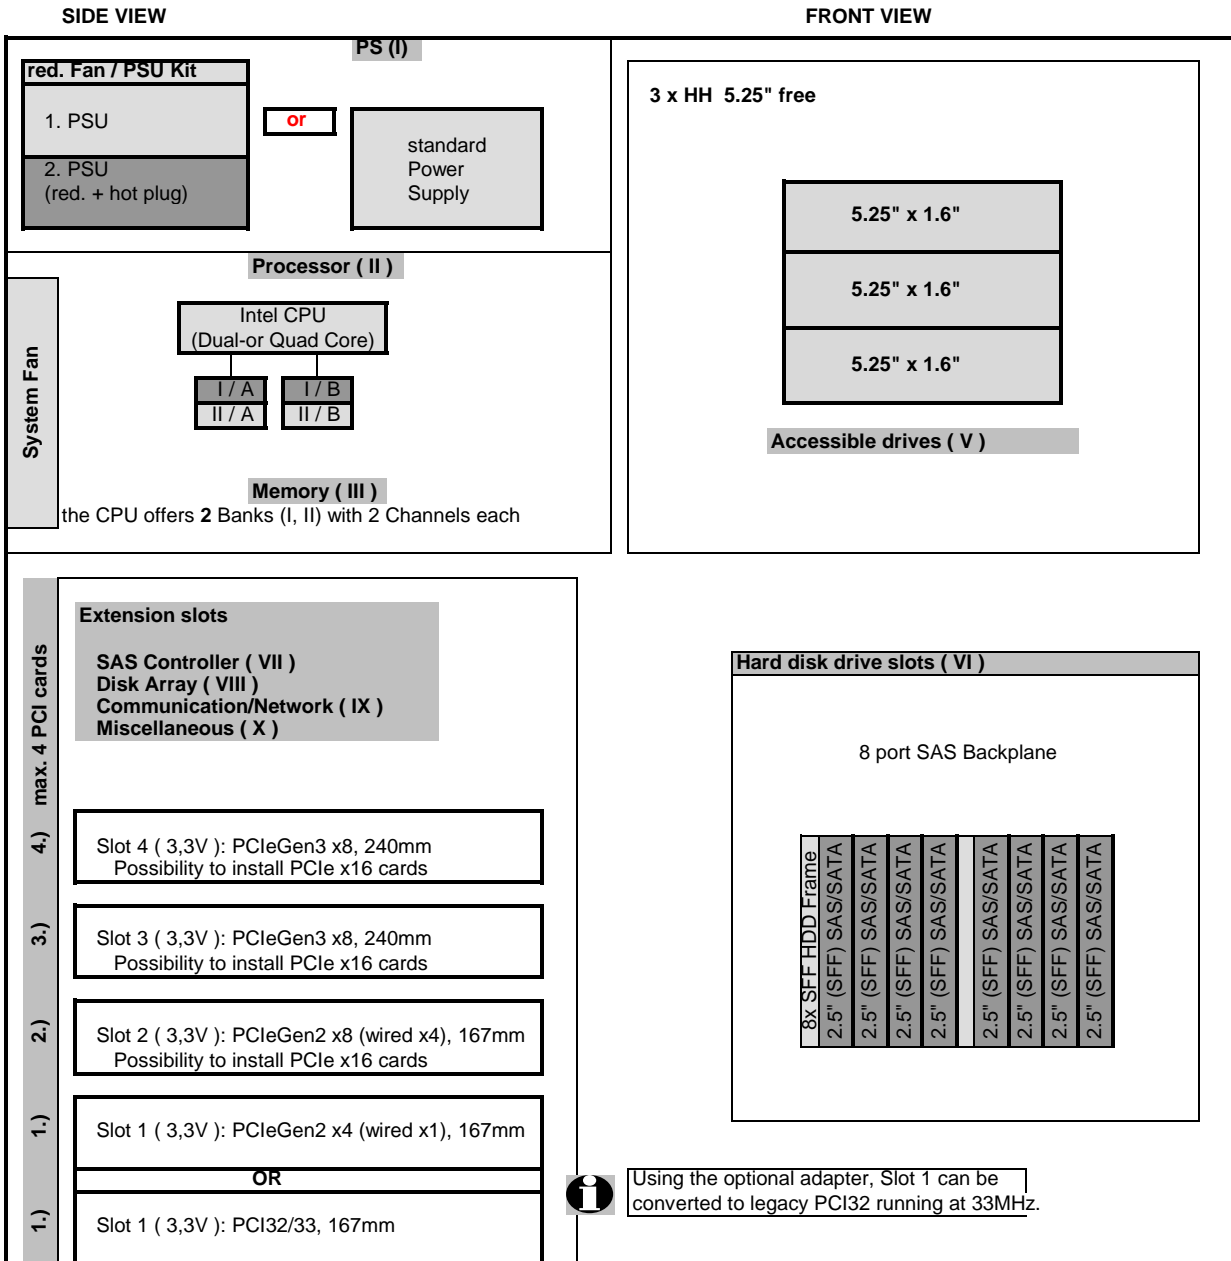 SIDE VIEW
FRONT VIEW
PS (I)
red. Fan / PSU Kit
1. PSU
or
2. PSU
(red. + hot plug)
standard
Power
Supply
3 x HH 5.25" free
5.25" x 1.6"
5.25" x 1.6"
5.25" x 1.6"
Accessible drives ( V )
Processor ( II )
Intel CPU
(Dual-or Quad Core)
I / A
I / B
II / A
II / B
System Fan
Memory ( III )
the CPU offers 2 Banks (I, II) with 2 Channels each
max. 4 PCI cards
Extension slots
SAS Controller ( VII )
Disk Array ( VIII )
Communication/Network ( IX )
Miscellaneous ( X )
4.)
Slot 4 ( 3,3V ): PCIeGen3 x8, 240mm
Possibility to install PCIe x16 cards
3.)
Slot 3 ( 3,3V ): PCIeGen3 x8, 240mm
Possibility to install PCIe x16 cards
2.)
Slot 2 ( 3,3V ): PCIeGen2 x8 (wired x4), 167mm
Possibility to install PCIe x16 cards
1.)
Slot 1 ( 3,3V ): PCIeGen2 x4 (wired x1), 167mm
OR
1.)
Slot 1 ( 3,3V ): PCI32/33, 167mm
Hard disk drive slots ( VI )
8 port SAS Backplane
8x SFF HDD Frame
2.5" (SFF) SAS/SATA
2.5" (SFF) SAS/SATA
2.5" (SFF) SAS/SATA
2.5" (SFF) SAS/SATA
2.5" (SFF) SAS/SATA
2.5" (SFF) SAS/SATA
2.5" (SFF) SAS/SATA
2.5" (SFF) SAS/SATA
i
Using the optional adapter, Slot 1 can be
converted to legacy PCI32 running at 33MHz.